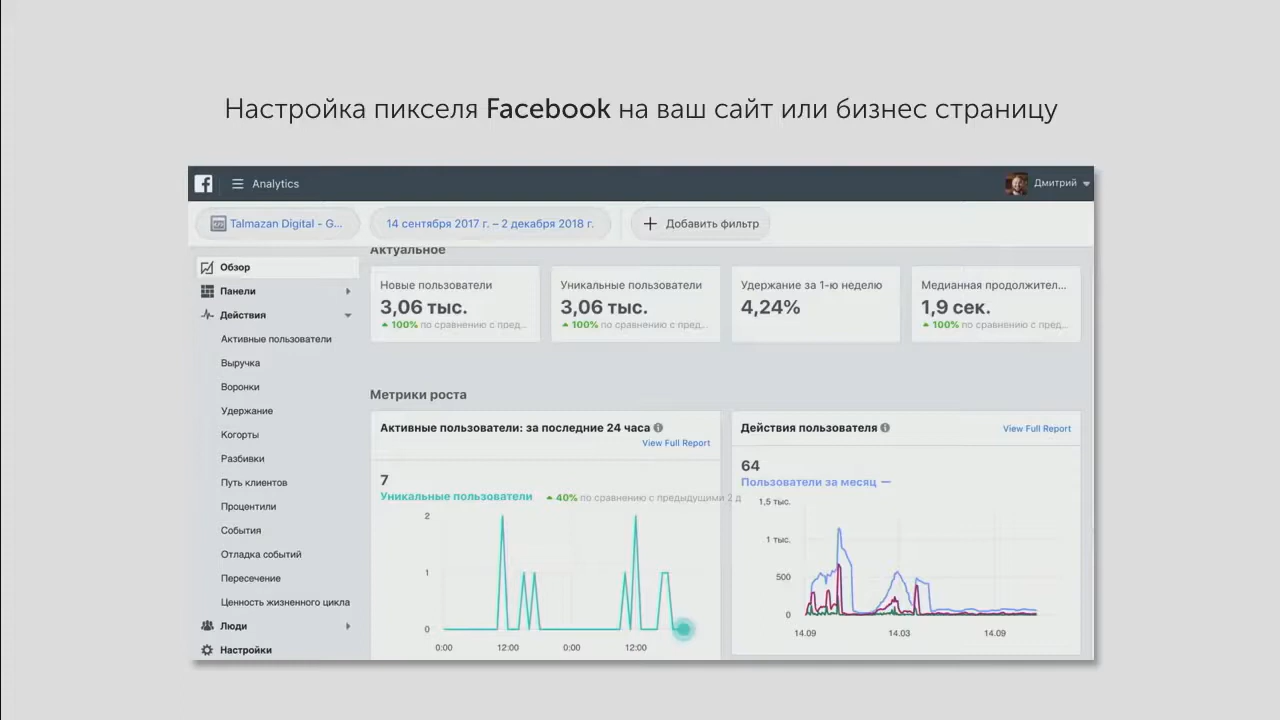 Настройка пикселя Facebook на ваш сайт или бизнес страницу
Analytics
Дмитрий
Talmazan Digital - G...
14 сентября 2017 г. – 2 декабря 2018 г.
Добавить фильтр
Обзор
Панели
Действия
Активные пользователи
Выручка
Воронки
Удержание
Когорты
Разбивки
Путь клиентов
Процентили
События
Отладка событий
Пересечение
Ценность жизненного цикла
Люди
Настройки
Актуальное
Новые пользователи
3,06 тыс.
100% по сравнению с пред...
Уникальные пользователи
3,06 тыс.
100% по сравнению с пред...
Удержание за 1-ю неделю
4,24%
Медианная продолжител...
1,9 сек.
100% по сравнению с пред...
Метрики роста
Активные пользователи: за последние 24 часа
View Full Report
7
Уникальные пользователи
40% по сравнению с предыдущими 2 д
2
1
0
0:00 12:00 0:00 12:00
Действия пользователя
View Full Report
64
Пользователи за месяц
1,5 тыс.
1 тыс.
500
0
14.09 14.03 14.09